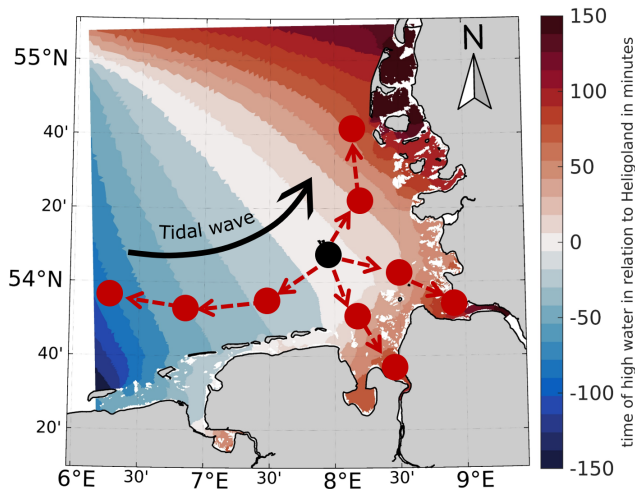 55°N
40'
20'
54°N
40'
20'
6°E
30'
7°E
30'
8°E
30'
9°E
N
Tidal wave
150
100
50
0
-50
-100
-150
time of high water in relation to Heligoland in minutes